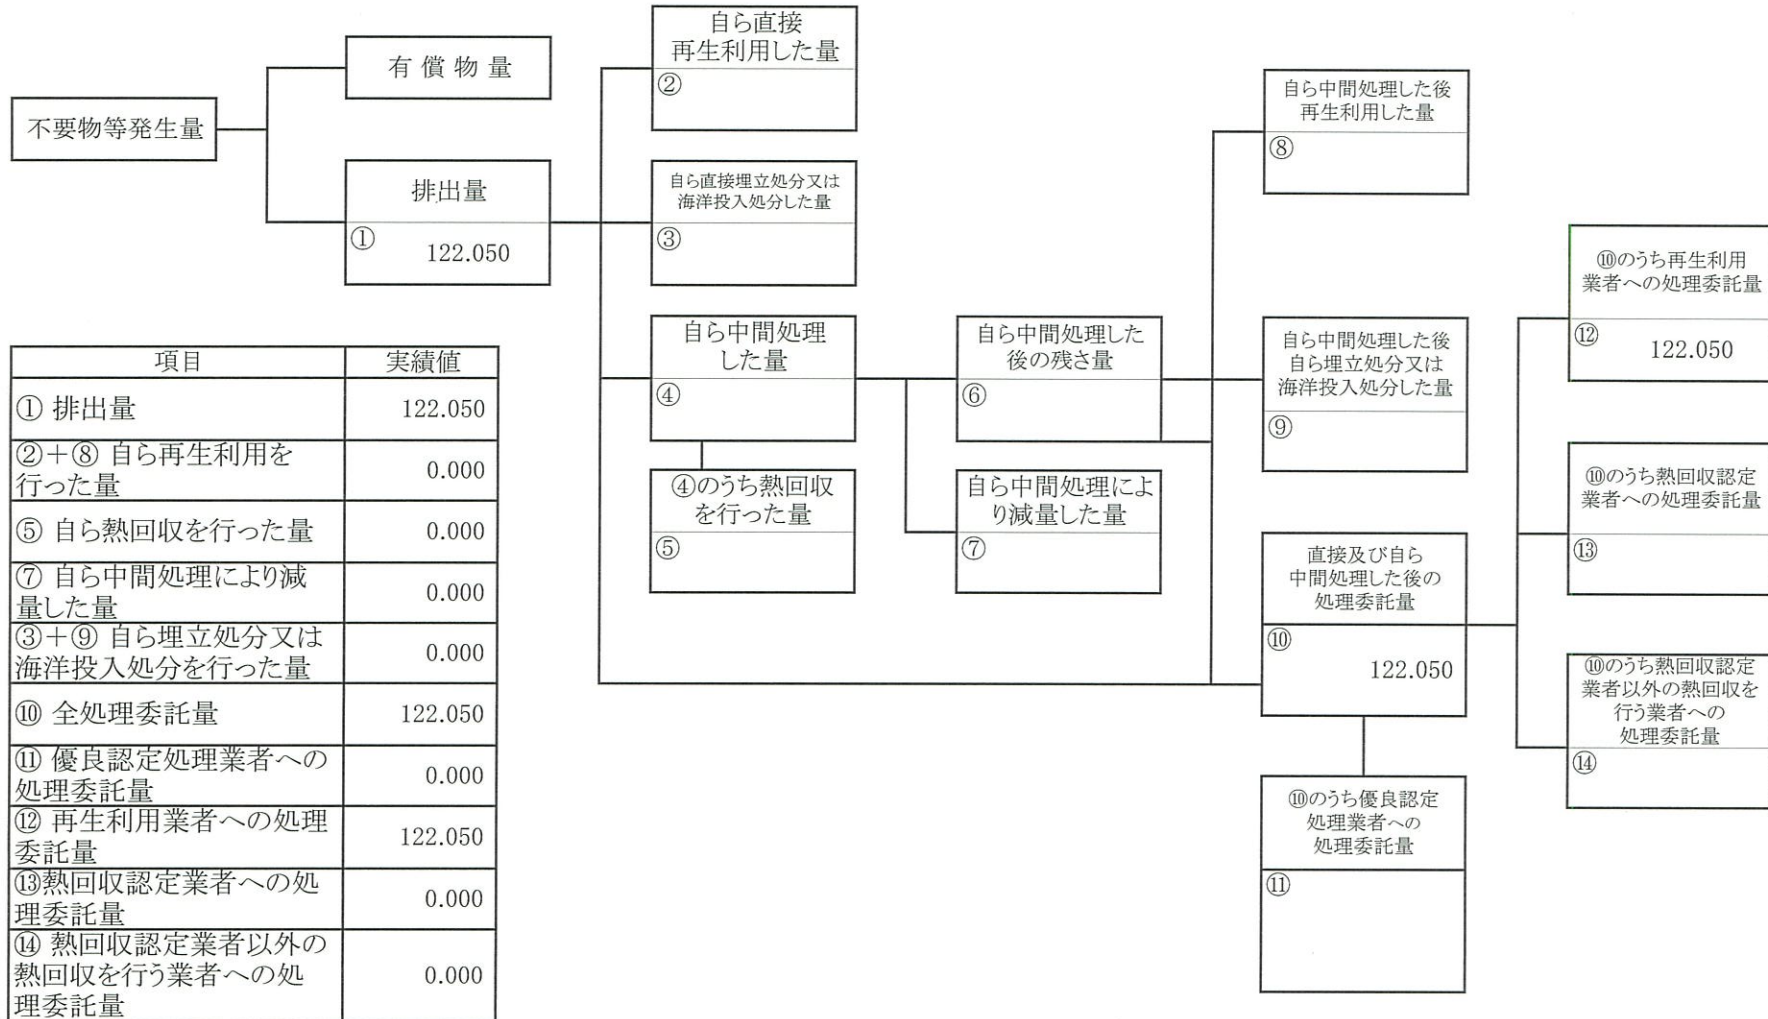 不要物等発生量
有償物量
排出量
①
122.050
自ら直接
再生利用した量
②
自ら直接埋立処分又は
海洋投入処分した量
③
自ら中間処理
した量
④
④のうち熱回収
を行った量
⑤
自ら中間処理した
後の残さ量
⑥
自ら中間処理によ
り減量した量
⑦
自ら中間処理した後
再生利用した量
⑧
自ら中間処理した後
自ら埋立処分又は
海洋投入処分した量
⑨
直接及び自ら
中間処理した後の
処理委託量
⑩
122.050
⑩のうち優良認定
処理業者への
処理委託量
⑪
⑩のうち再生利用
業者への処理委託量
⑫
122.050
⑩のうち熱回収認定
業者への処理委託量
⑬
⑩のうち熱回収認定
業者以外の熱回収を
行う業者への
処理委託量
⑭
項目 実績値
① 排出量 122.050
②＋⑧ 自ら再生利用を
行った量 0.000
⑤ 自ら熱回収を行った量 0.000
⑦ 自ら中間処理により減
量した量 0.000
③＋⑨ 自ら埋立処分又は
海洋投入処分を行った量 0.000
⑩ 全処理委託量 122.050
⑪ 優良認定処理業者への
処理委託量 0.000
⑫ 再生利用業者への処理
委託量 122.050
⑬熱回収認定業者への処
理委託量 0.000
⑭ 熱回収認定業者以外の
熱回収を行う業者への処
理委託量 0.000